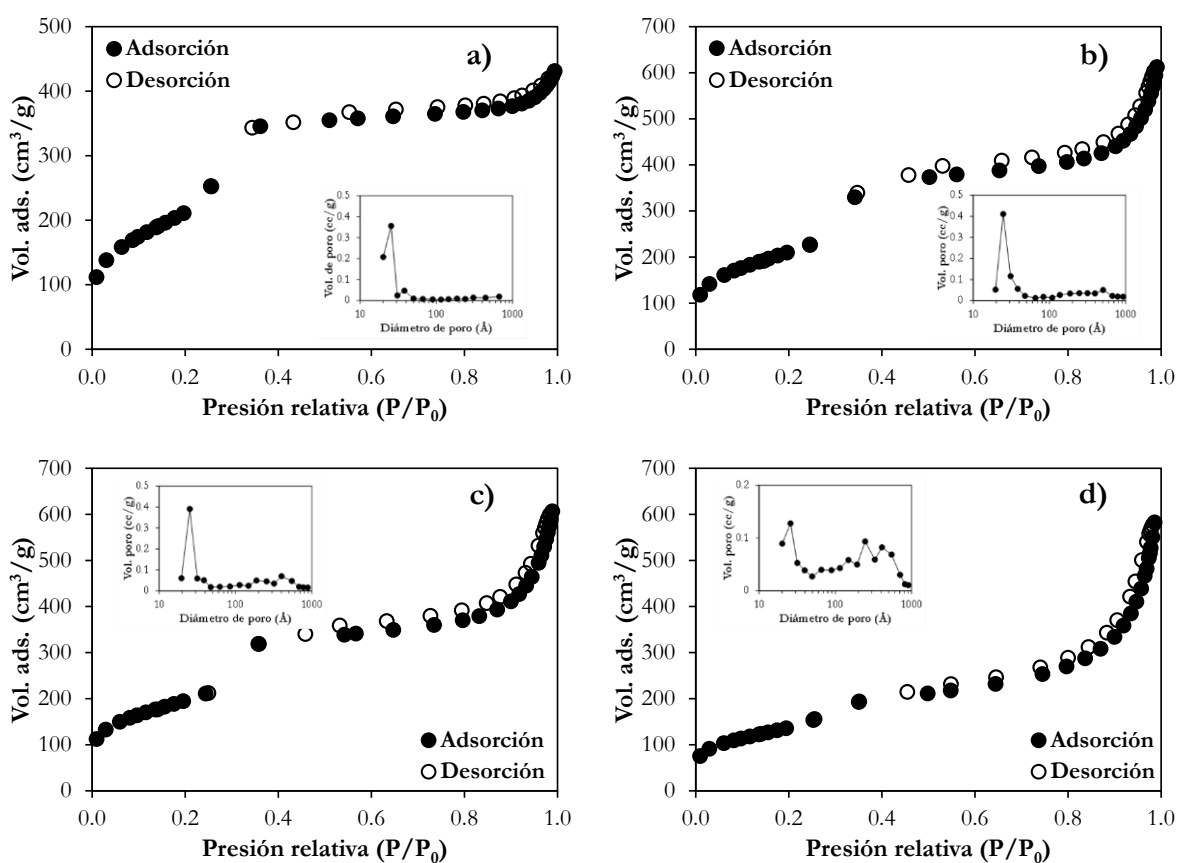 a)
Adsorción
Desorción
Vol. ads. (cm³/g)
500
400
300
200
100
0
0.0 0.2 0.4 0.6 0.8 1.0
Presión relativa (P/P₀)
Vol. de poro (cc/g)
0.5
0.4
0.3
0.2
0.1
0
10 100 1000
Diámetro de poro (Å)
b)
Adsorción
Desorción
Vol. ads. (cm³/g)
700
600
500
400
300
200
100
0
0.0 0.2 0.4 0.6 0.8 1.0
Presión relativa (P/P₀)
Vol. poro (cc/g)
0.5
0.4
0.3
0.2
0.1
0
10 100 1000
Diámetro de poro (Å)
c)
Vol. ads. (cm³/g)
700
600
500
400
300
200
100
0
Vol. poro (cc/g)
0.5
0.4
0.3
0.2
0.1
0
10 100 1000
Diámetro de poro (Å)
Adsorción
Desorción
0.0 0.2 0.4 0.6 0.8 1.0
Presión relativa (P/P₀)
d)
Vol. ads. (cm³/g)
700
600
500
400
300
200
100
0
Vol. poro (cc/g)
0.2
0.1
0
10 100 1000
Diámetro de poro (Å)
Adsorción
Desorción
0.0 0.2 0.4 0.6 0.8 1.0
Presión relativa (P/P₀)